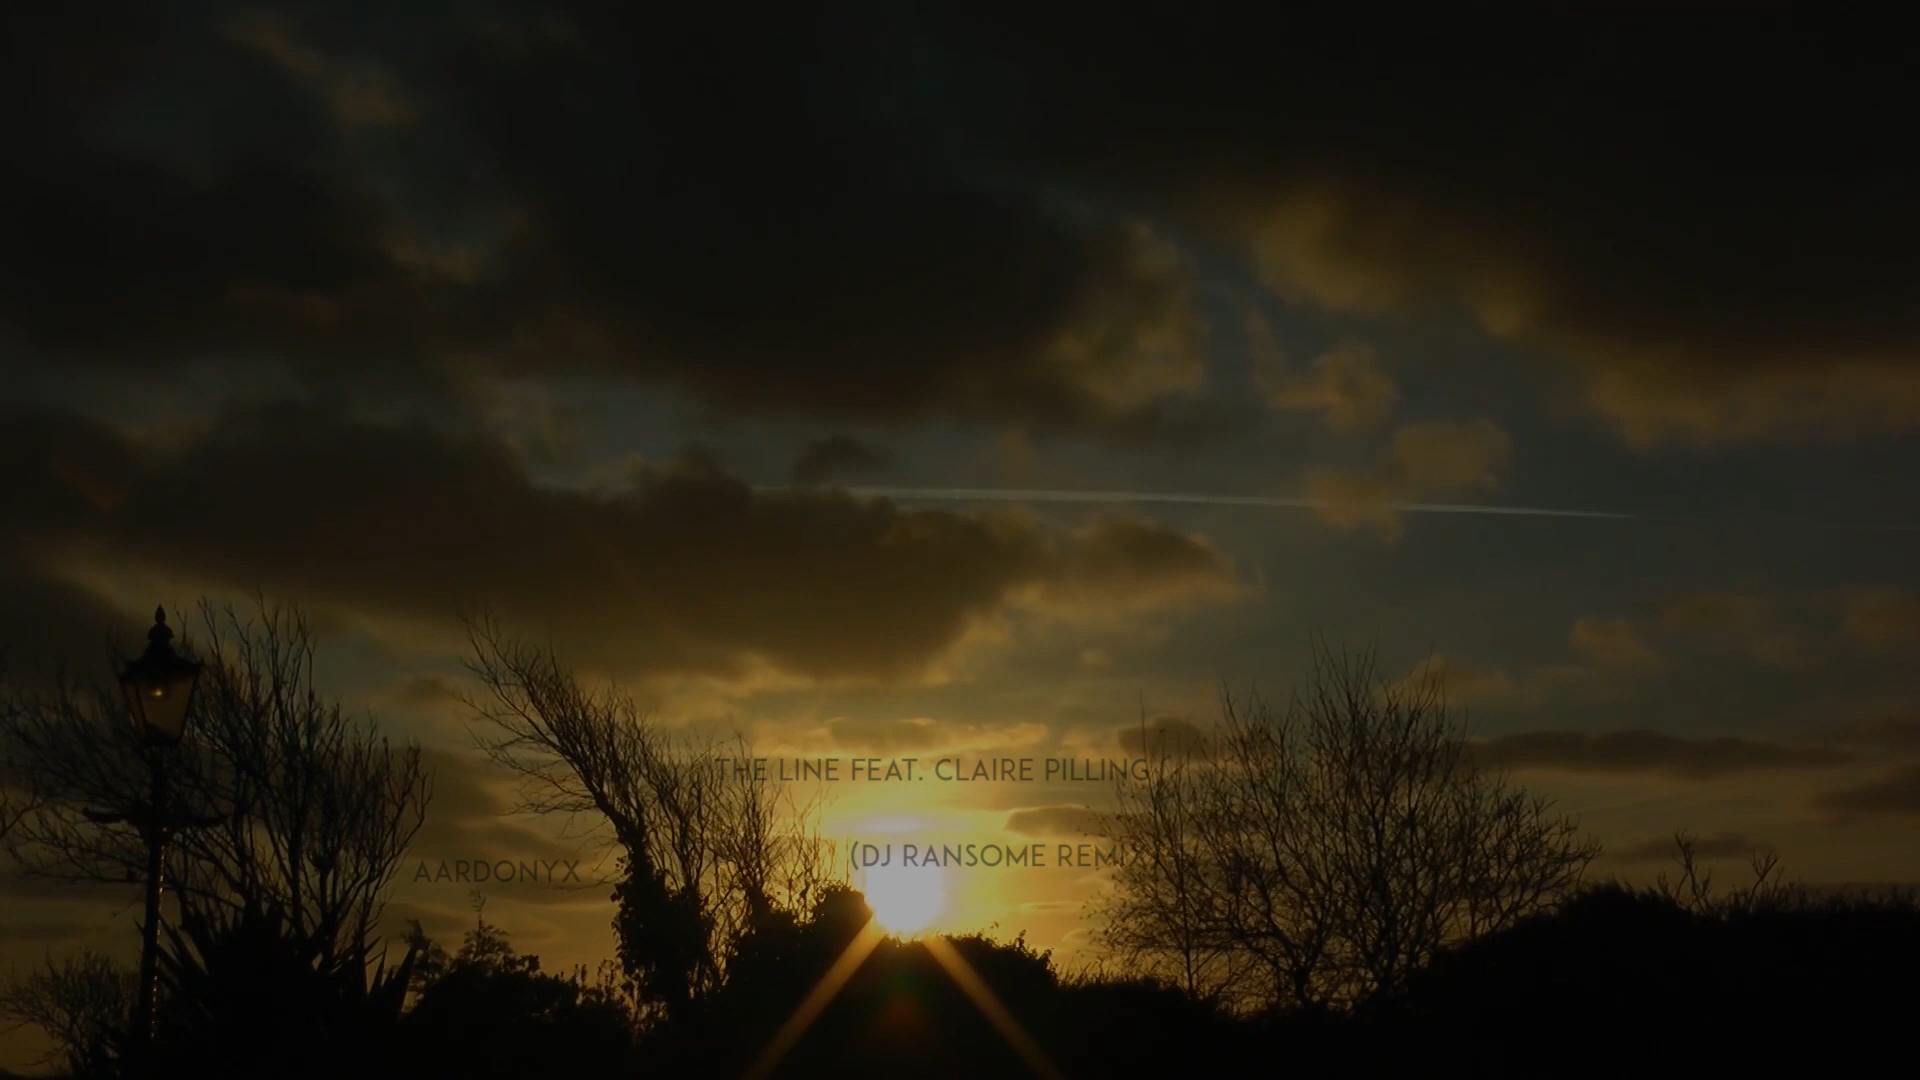 THE LINE FEAT. CLAIRE PILLING
(DJ RANSOME REMIX)
AARDONYX